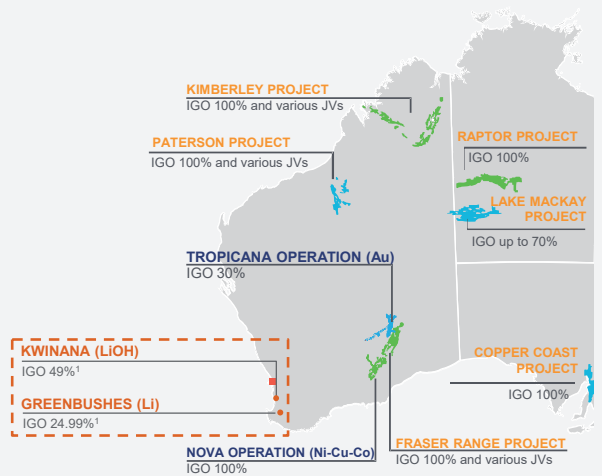 KIMBERLEY PROJECT
IGO 100% and various JVs
PATERSON PROJECT
IGO 100% and various JVs
RAPTOR PROJECT
IGO 100%
LAKE MACKAY
PROJECT
IGO up to 70%
TROPICANA OPERATION (Au)
IGO 30%
KWINANA (LiOH)
IGO 49%¹
GREENBUSHES (Li)
IGO 24.99%¹
COPPER COAST
PROJECT
IGO 100%
NOVA OPERATION (Ni-Cu-Co)
IGO 100%
FRASER RANGE PROJECT
IGO 100% and various JVs